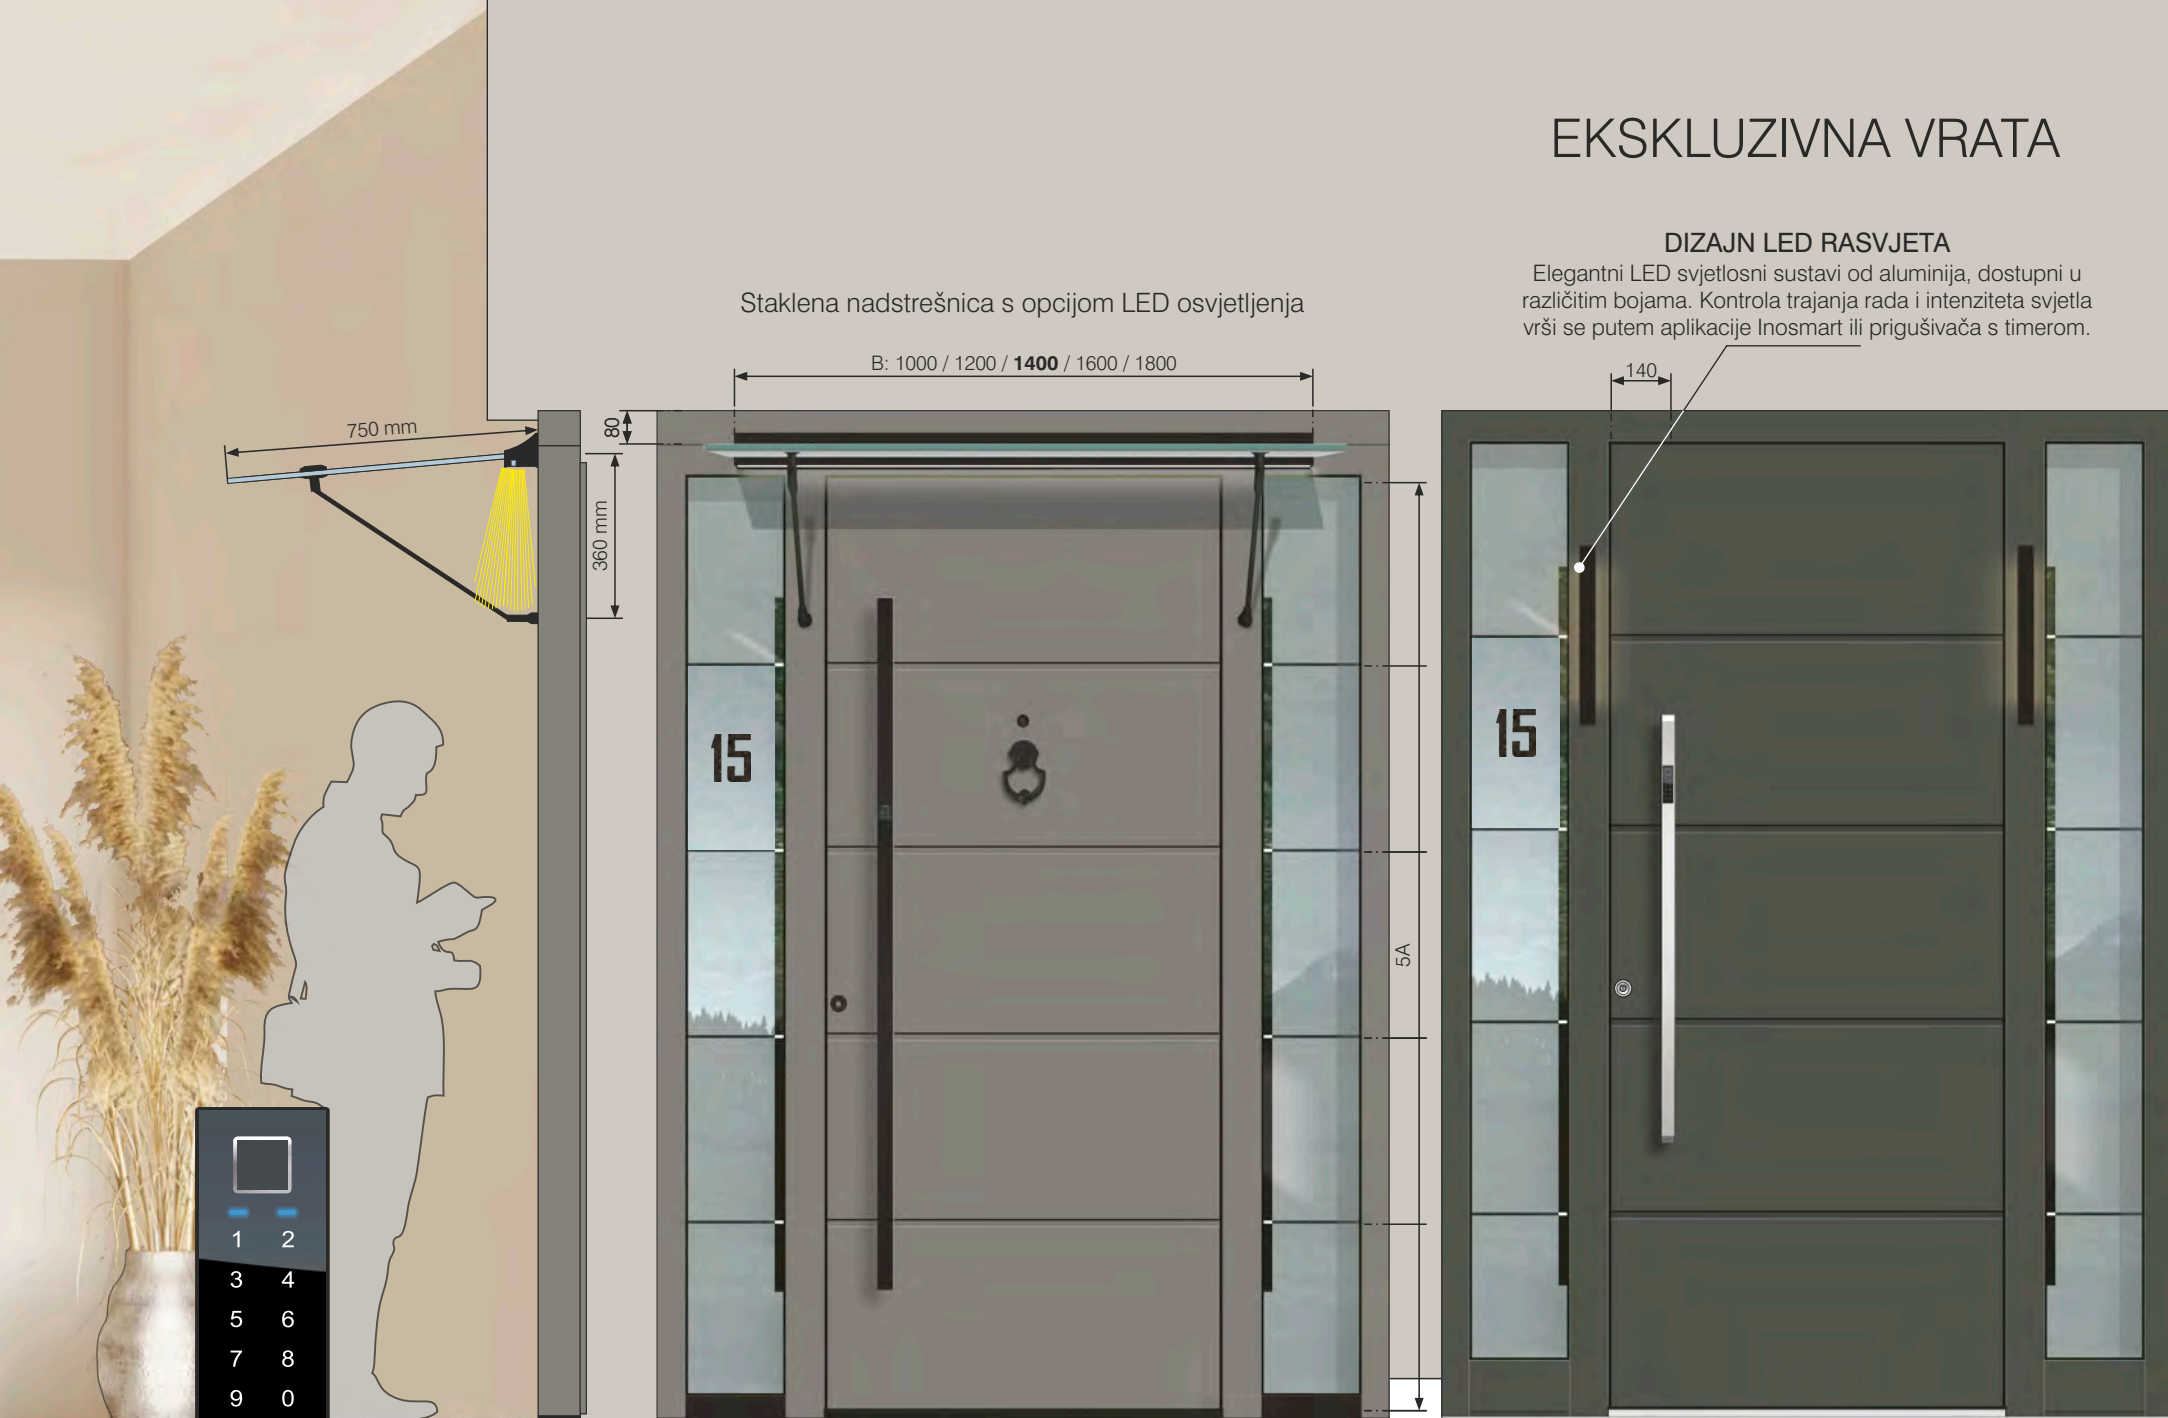 EKSKLUZIVNA VRATA
DIZAJN LED RASVJETA
Elegantni LED svjetlosni sustavi od aluminija, dostupni u
različitim bojama. Kontrola trajanja rada i intenziteta svjetla
vrši se putem aplikacije Inosmart ili prigušivača s timerom.
Staklena nadstrešnica s opcijom LED osvjetljenja
B: 1000 / 1200 / 1400 / 1600 / 1800
140
750 mm
80
360 mm
15
15
5A
1 2
3 4
5 6
7 8
9 0